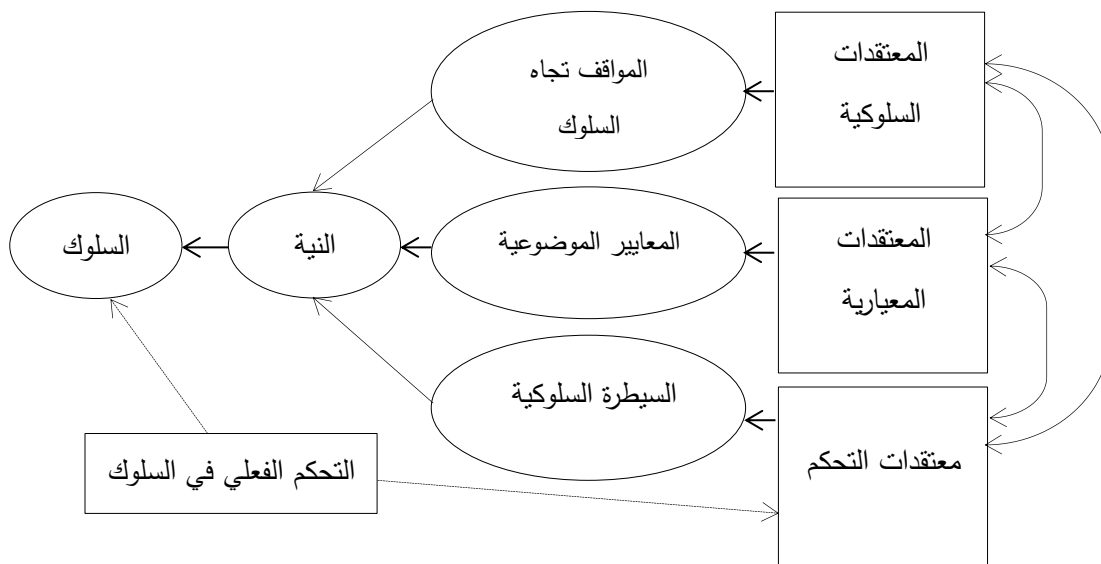 المعتقدات
السلوكية
المواقف تجاه
السلوك
المعتقدات
المعيارية
المعايير الموضوعية
النية
السلوك
السيطرة السلوكية
معتقدات التحكم
التحكم الفعلي في السلوك